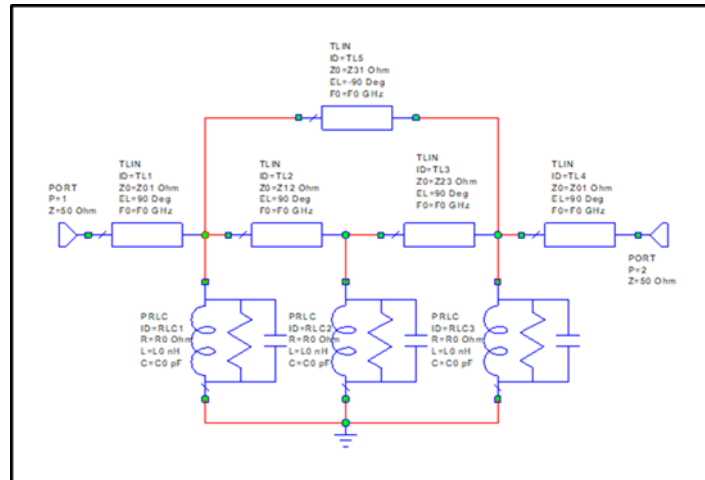 TLIN
ID=TL5
Z0=Z31 Ohm
EL=-90 Deg
F0=F0 GHz
PORT
P=1
Z=50 Ohm
TLIN
ID=TL1
Z0=Z01 Ohm
EL=90 Deg
F0=F0 GHz
TLIN
ID=TL2
Z0=Z12 Ohm
EL=90 Deg
F0=F0 GHz
TLIN
ID=TL3
Z0=Z23 Ohm
EL=90 Deg
F0=F0 GHz
TLIN
ID=TL4
Z0=Z01 Ohm
EL=90 Deg
F0=F0 GHz
PORT
P=2
Z=50 Ohm
PRLC
ID=RLC1
R=R0 Ohm
L=L0 nH
C=C0 pF
PRLC
ID=RLC2
R=R0 Ohm
L=L0 nH
C=C0 pF
PRLC
ID=RLC3
R=R0 Ohm
L=L0 nH
C=C0 pF